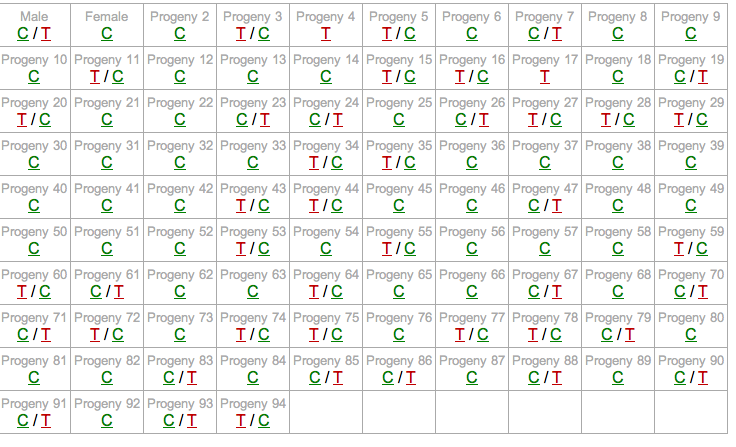 Male Female Progeny 2 Progeny 3 Progeny 4 Progeny 5 Progeny 6 Progeny 7 Progeny 8 Progeny 9
C / T C C T / C T T / C C C / T C C
Progeny 10 Progeny 11 Progeny 12 Progeny 13 Progeny 14 Progeny 15 Progeny 16 Progeny 17 Progeny 18 Progeny 19
C T / C C C C T / C T / C T C C / T
Progeny 20 Progeny 21 Progeny 22 Progeny 23 Progeny 24 Progeny 25 Progeny 26 Progeny 27 Progeny 28 Progeny 29
T / C C C C / T C / T C C / T T / C T / C T / C
Progeny 30 Progeny 31 Progeny 32 Progeny 33 Progeny 34 Progeny 35 Progeny 36 Progeny 37 Progeny 38 Progeny 39
C C C C T / C T / C C C C C
Progeny 40 Progeny 41 Progeny 42 Progeny 43 Progeny 44 Progeny 45 Progeny 46 Progeny 47 Progeny 48 Progeny 49
C C C T / C T / C C C C / T C C
Progeny 50 Progeny 51 Progeny 52 Progeny 53 Progeny 54 Progeny 55 Progeny 56 Progeny 57 Progeny 58 Progeny 59
C C C T / C C T / C C C C T / C
Progeny 60 Progeny 61 Progeny 62 Progeny 63 Progeny 64 Progeny 65 Progeny 66 Progeny 67 Progeny 68 Progeny 70
T / C C / T C C T / C C C C / T C C / T
Progeny 71 Progeny 72 Progeny 73 Progeny 74 Progeny 75 Progeny 76 Progeny 77 Progeny 78 Progeny 79 Progeny 80
C / T T / C C T / C T / C C T / C T / C C / T C
Progeny 81 Progeny 82 Progeny 83 Progeny 84 Progeny 85 Progeny 86 Progeny 87 Progeny 88 Progeny 89 Progeny 90
C C C / T C C / T C / T C C / T C C / T
Progeny 91 Progeny 92 Progeny 93 Progeny 94
C / T C C / T T / C